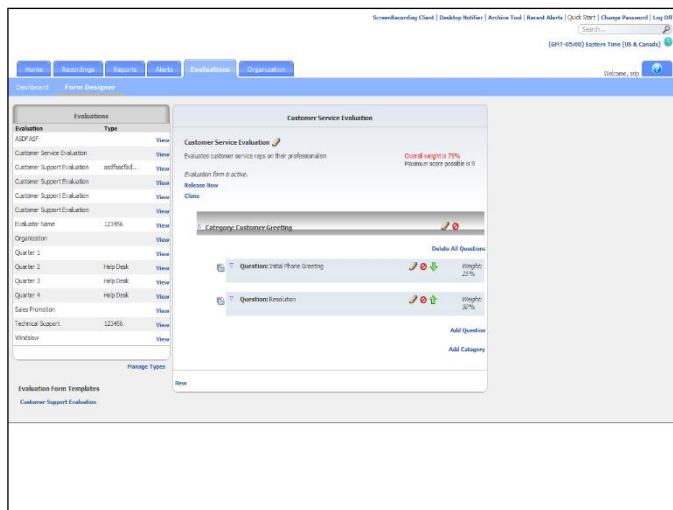 ScreenRecording Client | Desktop Notifier | Archive Tool | Recent Alerts | Quick Start | Change Password | Log Off
Search...
(GMT-05:00) Eastern Time (US & Canada)
Home Recordings Reports Alerts Evaluations Organization
Welcome, srip
Dashboard Form Designer
Evaluations
Evaluation Type
ASDFASF View
Customer Service Evaluation View
Customer Support Evaluation View
Customer Support Evaluation View
Customer Support Evaluation View
Customer Support Evaluation View
Evaluator Name 123456 View
Organization View
Quarter 1 View
Quarter 2 Help Desk View
Quarter 3 Help Desk View
Quarter 4 Help Desk View
Sales Promotion View
Technical Support 123456 View
Windslow View
Manage Types
Evaluation Form Templates
Customer Support Evaluation
Customer Service Evaluation
Customer Service Evaluation
Evaluates customer service reps on their professionalism
Overall weight is 75%
Maximum score possible is 9
Evaluation form is active.
Release Now
Clone
Category: Customer Greeting
Delete All Questions
Question: Initial Phone Greeting
Weight: 25%
Question: Resolution
Weight: 50%
Add Question
Add Category
New